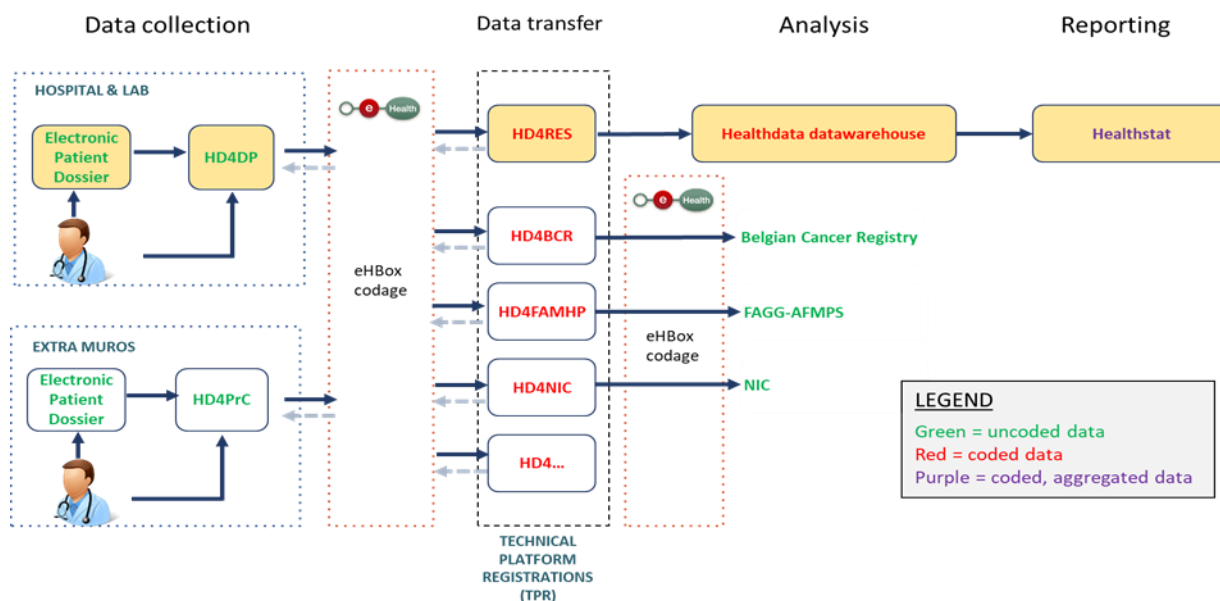 Data collection
Data transfer
Analysis
Reporting
HOSPITAL & LAB
Electronic
Patient
Dossier
HD4DP
e
Health
HD4RES
Healthdata datawarehouse
Healthstat
e
Health
HD4BCR
Belgian Cancer Registry
eHBox
codage
HD4FAMHP
FAGG-AFMPS
EXTRA MUROS
eHBox
codage
Electronic
Patient
Dossier
HD4PrC
HD4NIC
NIC
HD4...
LEGEND
Green = uncoded data
Red = coded data
Purple = coded, aggregated data
TECHNICAL
PLATFORM
REGISTRATIONS
(TPR)